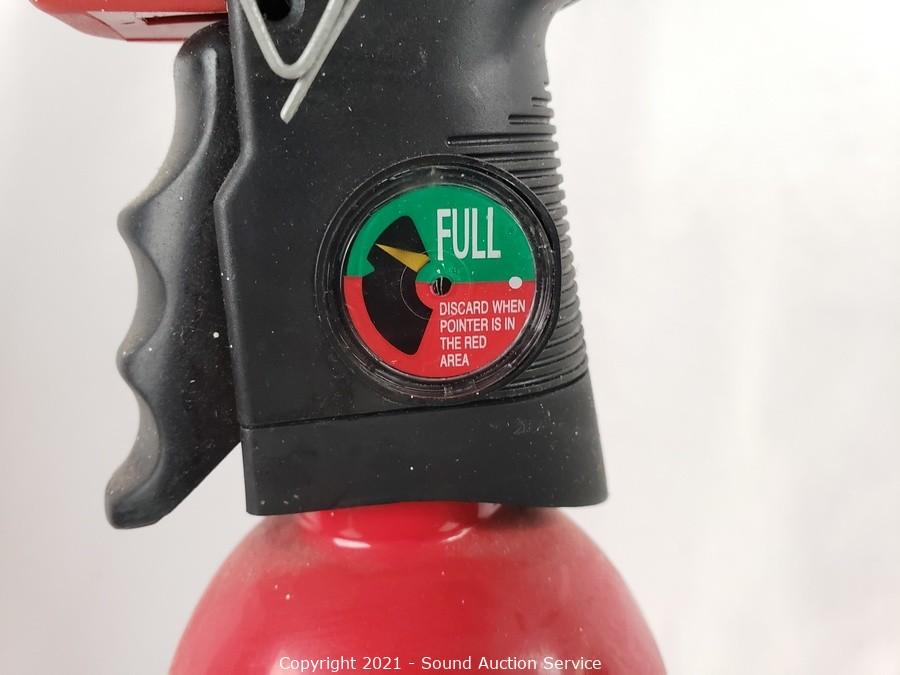 FULL
DISCARD WHEN
POINTER IS IN
THE RED
AREA
Copyright 2021 - Sound Auction Service